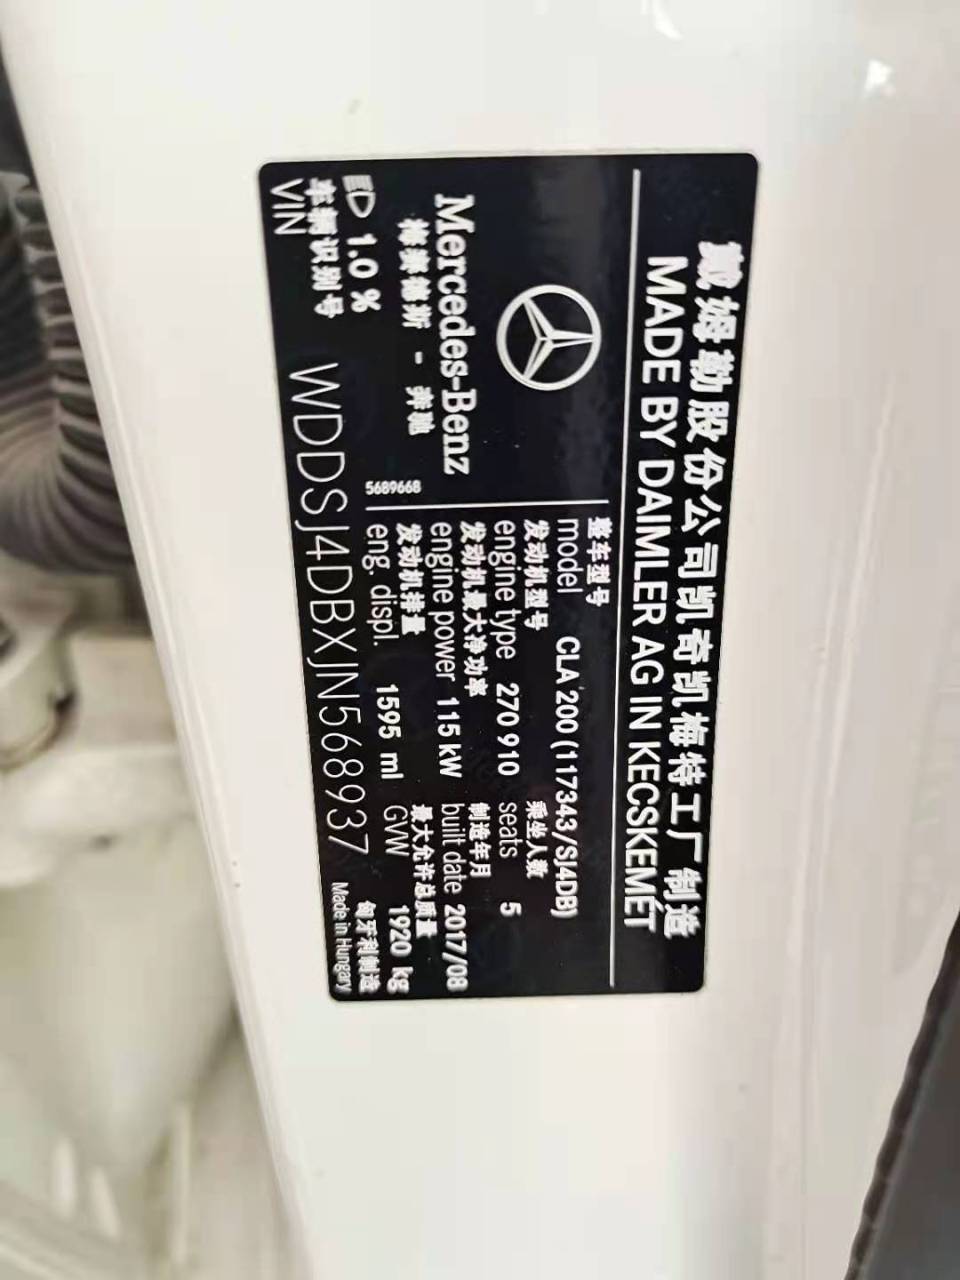 戴姆勒股份公司凯奇凯梅特工厂制造
MADE BY DAIMLER AG IN KECSKEMÉT
Mercedes-Benz
梅赛德斯 - 奔驰
1.0 %
5689668
整车型号
model CLA 200 (117343/SJ4DB)
发动机型号 乘坐人数
engine type 270 910 seats 5
发动机最大净功率 制造年月
engine power 115 kW built date 2017/08
发动机排量 最大允许总质量
eng. displ. 1595 ml GVW 1920 kg
车辆识别号
VIN WDDSJ4DBXJN568937
匈牙利制造
Made in Hungary